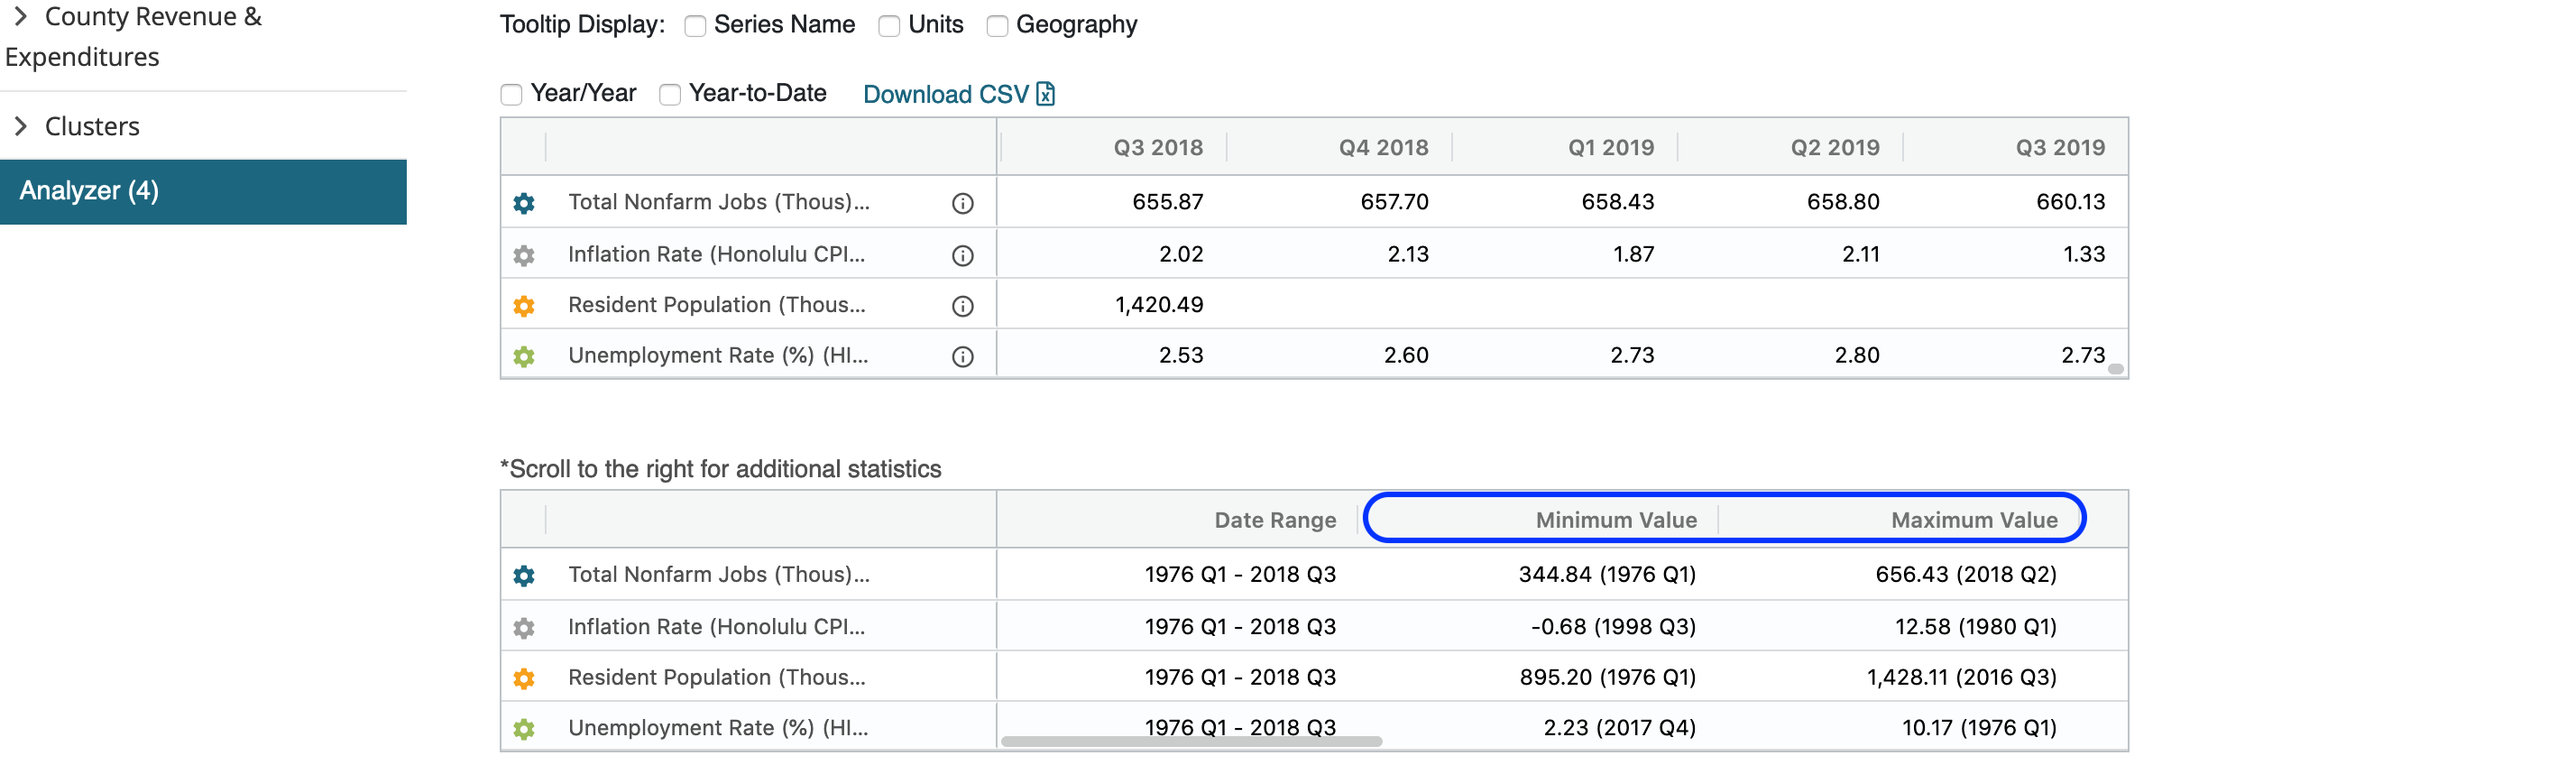 County Revenue &
Expenditures
Clusters
Analyzer (4)
Tooltip Display: Series Name Units Geography
Year/Year Year-to-Date Download CSV
Q3 2018 Q4 2018 Q1 2019 Q2 2019 Q3 2019
Total Nonfarm Jobs (Thous)... 655.87 657.70 658.43 658.80 660.13
Inflation Rate (Honolulu CPI... 2.02 2.13 1.87 2.11 1.33
Resident Population (Thous... 1,420.49
Unemployment Rate (%) (HI... 2.53 2.60 2.73 2.80 2.73
*Scroll to the right for additional statistics
Date Range Minimum Value Maximum Value
Total Nonfarm Jobs (Thous)... 1976 Q1 - 2018 Q3 344.84 (1976 Q1) 656.43 (2018 Q2)
Inflation Rate (Honolulu CPI... 1976 Q1 - 2018 Q3 -0.68 (1998 Q3) 12.58 (1980 Q1)
Resident Population (Thous... 1976 Q1 - 2018 Q3 895.20 (1976 Q1) 1,428.11 (2016 Q3)
Unemployment Rate (%) (HI... 1976 Q1 - 2018 Q3 2.23 (2017 Q4) 10.17 (1976 Q1)